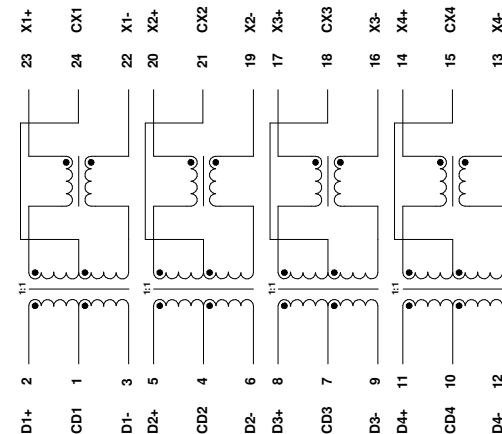 X1+ CX1 X1- X2+ CX2 X2- X3+ CX3 X3- X4+ CX4 X4-
23 24 22 20 21 19 17 18 16 14 15 13
1:1 1:1 1:1 1:1
2 1 3 5 4 6 8 7 9 11 10 12
D1+ CD1 D1- D2+ CD2 D2- D3+ CD3 D3- D4+ CD4 D4-